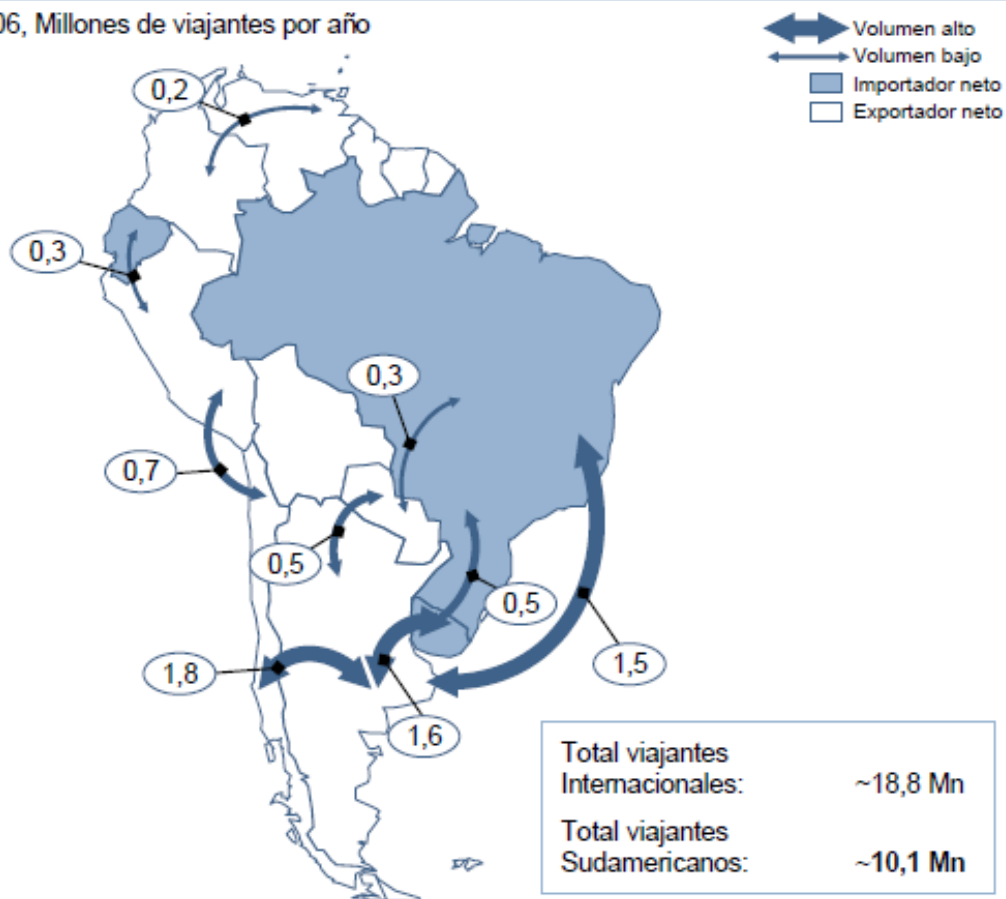 06, Millones de viajantes por año
Volumen alto
Volumen bajo
Importador neto
Exportador neto
0,2
0,3
0,3
0,7
0,5
0,5
1,8
1,5
1,6
Total viajantes
Internacionales: ~18,8 Mn
Total viajantes
Sudamericanos: ~10,1 Mn